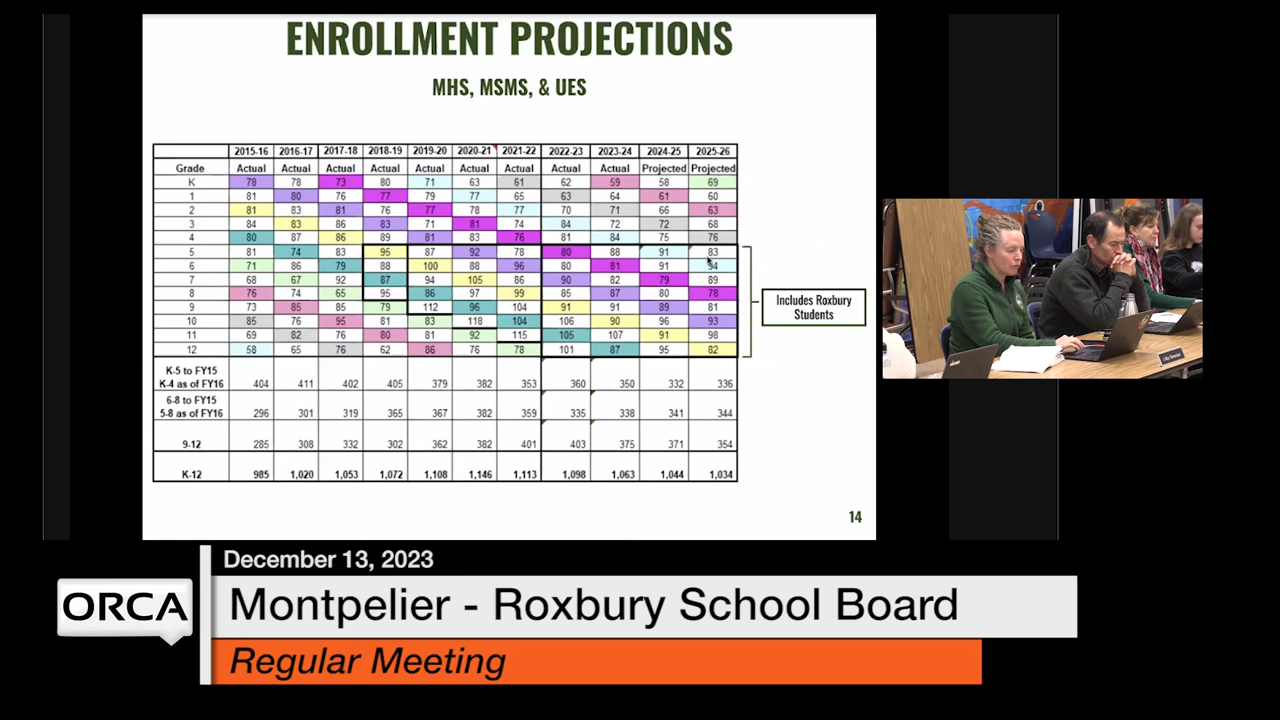 ENROLLMENT PROJECTIONS
MHS, MSMS, & UES
2015-16 2016-17 2017-18 2018-19 2019-20 2020-21 2021-22 2022-23 2023-24 2024-25 2025-26
Grade Actual Actual Actual Actual Actual Actual Actual Actual Actual Projected Projected
K 78 78 73 80 71 63 61 62 59 58 69
1 81 80 76 77 79 77 65 63 64 61 60
2 81 83 81 76 77 78 77 70 71 66 63
3 84 83 86 83 71 81 74 84 72 72 68
4 80 87 86 89 81 83 76 81 84 75 76
5 81 74 83 95 87 92 78 80 88 91 83
6 71 86 79 88 100 88 96 80 81 91 94
7 68 67 92 87 94 105 86 90 82 79 89
8 76 74 65 95 86 97 99 85 87 80 78
9 73 85 85 79 112 96 104 91 91 89 81
10 85 76 95 81 83 118 104 106 90 96 93
11 69 82 76 80 81 92 115 105 107 91 98
12 58 65 76 62 86 76 78 101 87 95 82
K-5 to FY15
K-4 as of FY16 404 411 402 405 379 382 353 360 350 332 336
6-8 to FY15
5-8 as of FY16 296 301 319 365 367 382 359 335 338 341 344
9-12 285 308 332 302 362 382 401 403 375 371 354
K-12 985 1,020 1,053 1,072 1,108 1,146 1,113 1,098 1,063 1,044 1,034
Includes Roxbury
Students
14
December 13, 2023
ORCA
Montpelier - Roxbury School Board
Regular Meeting